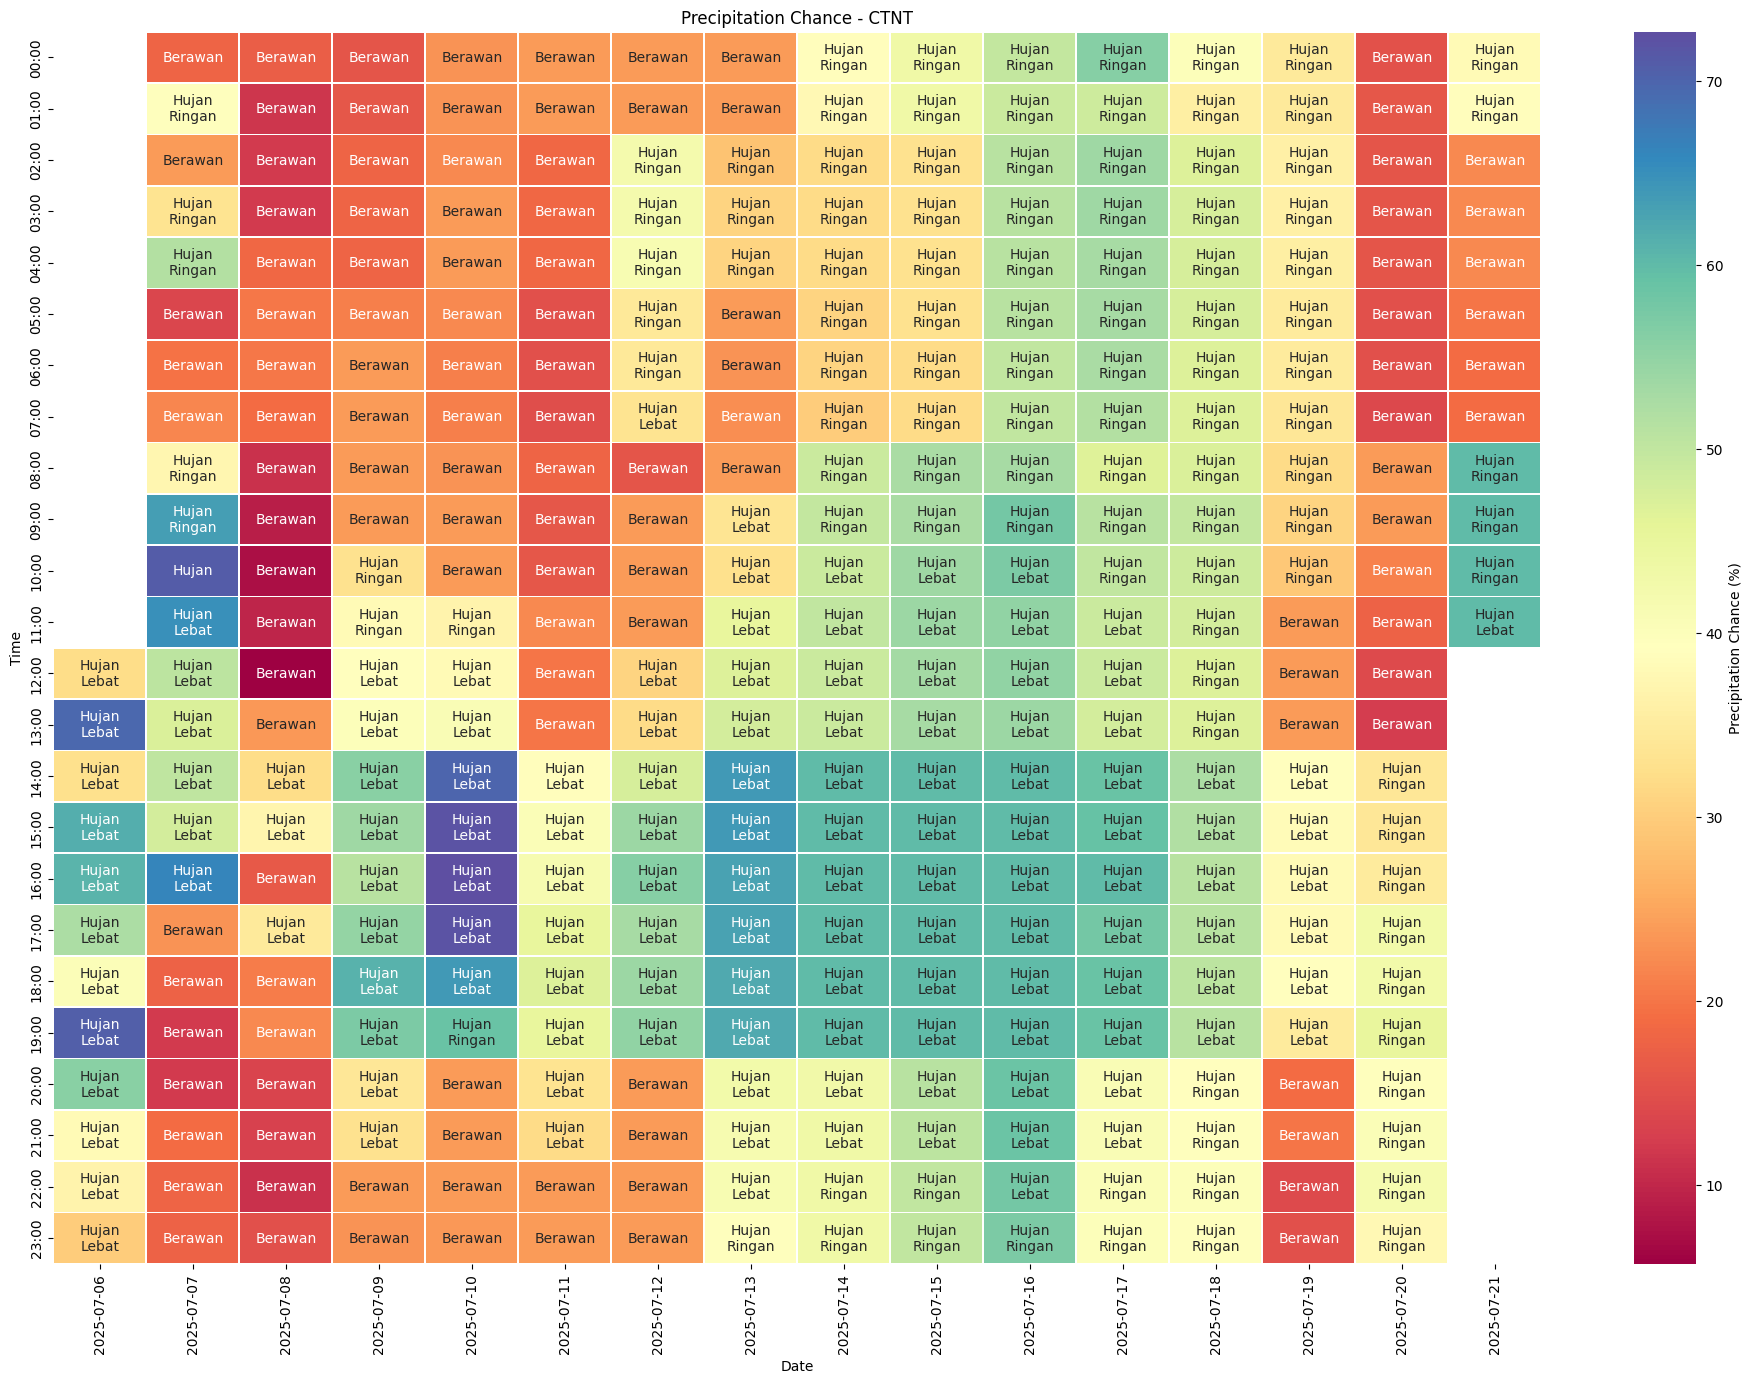 Precipitation Chance - CTNT
00:00 Berawan Berawan Berawan Berawan Berawan Berawan Berawan Hujan Ringan Hujan Ringan Hujan Ringan Hujan Ringan Hujan Ringan Hujan Ringan Berawan Hujan Ringan
01:00 Hujan Ringan Berawan Berawan Berawan Berawan Berawan Berawan Hujan Ringan Hujan Ringan Hujan Ringan Hujan Ringan Hujan Ringan Hujan Ringan Berawan Hujan Ringan
02:00 Berawan Berawan Berawan Berawan Berawan Hujan Ringan Hujan Ringan Hujan Ringan Hujan Ringan Hujan Ringan Hujan Ringan Hujan Ringan Hujan Ringan Berawan Berawan
03:00 Hujan Ringan Berawan Berawan Berawan Berawan Hujan Ringan Hujan Ringan Hujan Ringan Hujan Ringan Hujan Ringan Hujan Ringan Hujan Ringan Hujan Ringan Berawan Berawan
04:00 Hujan Ringan Berawan Berawan Berawan Berawan Hujan Ringan Hujan Ringan Hujan Ringan Hujan Ringan Hujan Ringan Hujan Ringan Hujan Ringan Hujan Ringan Berawan Berawan
05:00 Berawan Berawan Berawan Berawan Berawan Hujan Ringan Berawan Hujan Ringan Hujan Ringan Hujan Ringan Hujan Ringan Hujan Ringan Hujan Ringan Berawan Berawan
06:00 Berawan Berawan Berawan Berawan Berawan Hujan Ringan Berawan Hujan Ringan Hujan Ringan Hujan Ringan Hujan Ringan Hujan Ringan Hujan Ringan Berawan Berawan
07:00 Berawan Berawan Berawan Berawan Berawan Hujan Lebat Berawan Hujan Ringan Hujan Ringan Hujan Ringan Hujan Ringan Hujan Ringan Hujan Ringan Berawan Berawan
08:00 Hujan Ringan Berawan Berawan Berawan Berawan Berawan Berawan Hujan Ringan Hujan Ringan Hujan Ringan Hujan Ringan Hujan Ringan Hujan Ringan Berawan Hujan Ringan
09:00 Hujan Ringan Berawan Berawan Berawan Berawan Berawan Hujan Lebat Hujan Ringan Hujan Ringan Hujan Ringan Hujan Ringan Hujan Ringan Hujan Ringan Berawan Hujan Ringan
10:00 Hujan Berawan Hujan Ringan Berawan Berawan Berawan Hujan Lebat Hujan Lebat Hujan Lebat Hujan Lebat Hujan Ringan Hujan Ringan Hujan Ringan Berawan Hujan Ringan
11:00 Hujan Lebat Berawan Hujan Ringan Hujan Ringan Berawan Berawan Hujan Lebat Hujan Lebat Hujan Lebat Hujan Lebat Hujan Lebat Hujan Ringan Berawan Berawan Hujan Lebat
12:00 Hujan Lebat Hujan Lebat Berawan Hujan Lebat Hujan Lebat Berawan Hujan Lebat Hujan Lebat Hujan Lebat Hujan Lebat Hujan Lebat Hujan Lebat Hujan Ringan Berawan Berawan
13:00 Hujan Lebat Hujan Lebat Berawan Hujan Lebat Hujan Lebat Berawan Hujan Lebat Hujan Lebat Hujan Lebat Hujan Lebat Hujan Lebat Hujan Lebat Hujan Ringan Berawan Berawan
14:00 Hujan Lebat Hujan Lebat Hujan Lebat Hujan Lebat Hujan Lebat Hujan Lebat Hujan Lebat Hujan Lebat Hujan Lebat Hujan Lebat Hujan Lebat Hujan Lebat Hujan Lebat Hujan Lebat Hujan Ringan
15:00 Hujan Lebat Hujan Lebat Hujan Lebat Hujan Lebat Hujan Lebat Hujan Lebat Hujan Lebat Hujan Lebat Hujan Lebat Hujan Lebat Hujan Lebat Hujan Lebat Hujan Lebat Hujan Lebat Hujan Ringan
16:00 Hujan Lebat Hujan Lebat Berawan Hujan Lebat Hujan Lebat Hujan Lebat Hujan Lebat Hujan Lebat Hujan Lebat Hujan Lebat Hujan Lebat Hujan Lebat Hujan Lebat Hujan Lebat Hujan Ringan
17:00 Hujan Lebat Berawan Hujan Lebat Hujan Lebat Hujan Lebat Hujan Lebat Hujan Lebat Hujan Lebat Hujan Lebat Hujan Lebat Hujan Lebat Hujan Lebat Hujan Lebat Hujan Lebat Hujan Ringan
18:00 Hujan Lebat Berawan Berawan Hujan Lebat Hujan Lebat Hujan Lebat Hujan Lebat Hujan Lebat Hujan Lebat Hujan Lebat Hujan Lebat Hujan Lebat Hujan Lebat Hujan Lebat Hujan Ringan
19:00 Hujan Lebat Berawan Berawan Hujan Lebat Hujan Ringan Hujan Lebat Hujan Lebat Hujan Lebat Hujan Lebat Hujan Lebat Hujan Lebat Hujan Lebat Hujan Lebat Hujan Lebat Hujan Ringan
20:00 Hujan Lebat Berawan Berawan Hujan Lebat Berawan Hujan Lebat Berawan Hujan Lebat Hujan Lebat Hujan Lebat Hujan Lebat Hujan Lebat Hujan Ringan Berawan Hujan Ringan
21:00 Hujan Lebat Berawan Berawan Hujan Lebat Berawan Hujan Lebat Berawan Hujan Lebat Hujan Lebat Hujan Lebat Hujan Lebat Hujan Lebat Hujan Ringan Berawan Hujan Ringan
22:00 Hujan Lebat Berawan Berawan Berawan Berawan Berawan Berawan Hujan Lebat Hujan Ringan Hujan Ringan Hujan Lebat Hujan Ringan Hujan Ringan Berawan Hujan Ringan
23:00 Hujan Lebat Berawan Berawan Berawan Berawan Berawan Berawan Hujan Ringan Hujan Ringan Hujan Ringan Hujan Ringan Hujan Ringan Hujan Ringan Berawan Hujan Ringan
Time
2025-07-06 2025-07-07 2025-07-08 2025-07-09 2025-07-10 2025-07-11 2025-07-12 2025-07-13 2025-07-14 2025-07-15 2025-07-16 2025-07-17 2025-07-18 2025-07-19 2025-07-20 2025-07-21
Date
70
60
50
40
30
20
10
Precipitation Chance (%)